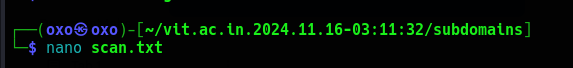 ┌──(oxo㉿oxo)-[~/vit.ac.in.2024.11.16-03:11:32/subdomains]
└─$ nano scan.txt